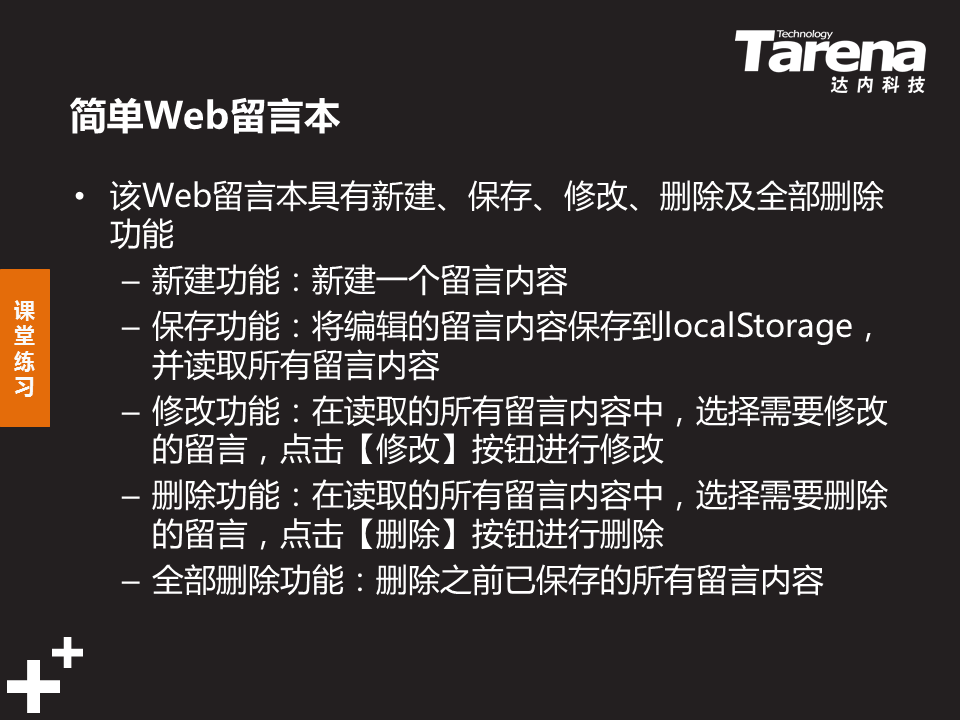 Technology
Tarena
达内科技
简单Web留言本
• 该Web留言本具有新建、保存、修改、删除及全部删除
功能
– 新建功能：新建一个留言内容
– 保存功能：将编辑的留言内容保存到localStorage，
并读取所有留言内容
– 修改功能：在读取的所有留言内容中，选择需要修改
的留言，点击【修改】按钮进行修改
– 删除功能：在读取的所有留言内容中，选择需要删除
的留言，点击【删除】按钮进行删除
– 全部删除功能：删除之前已保存的所有留言内容
课
堂
练
习